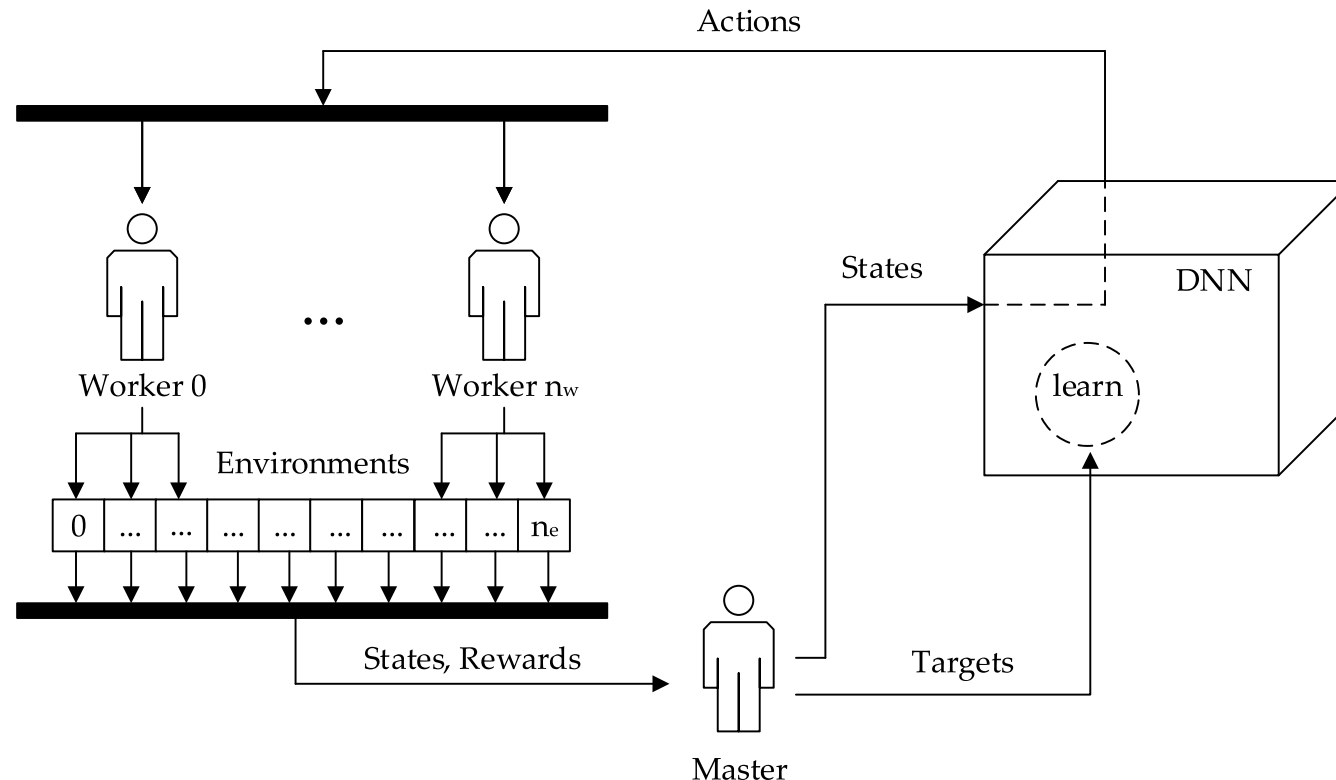 Actions
States
DNN
...
learn
Worker 0
Worker nw
Environments
0 ... ... ... ... ... ... ... ... ne
States, Rewards
Targets
Master